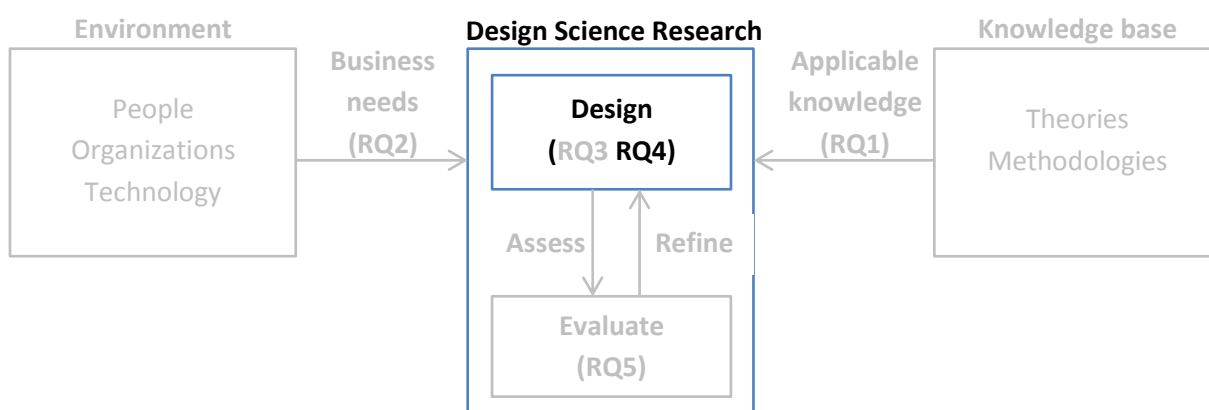 Environment
People
Organizations
Technology
Business
needs
(RQ2)
Design Science Research
Design
(RQ3 RQ4)
Assess
Refine
Evaluate
(RQ5)
Applicable
knowledge
(RQ1)
Knowledge base
Theories
Methodologies